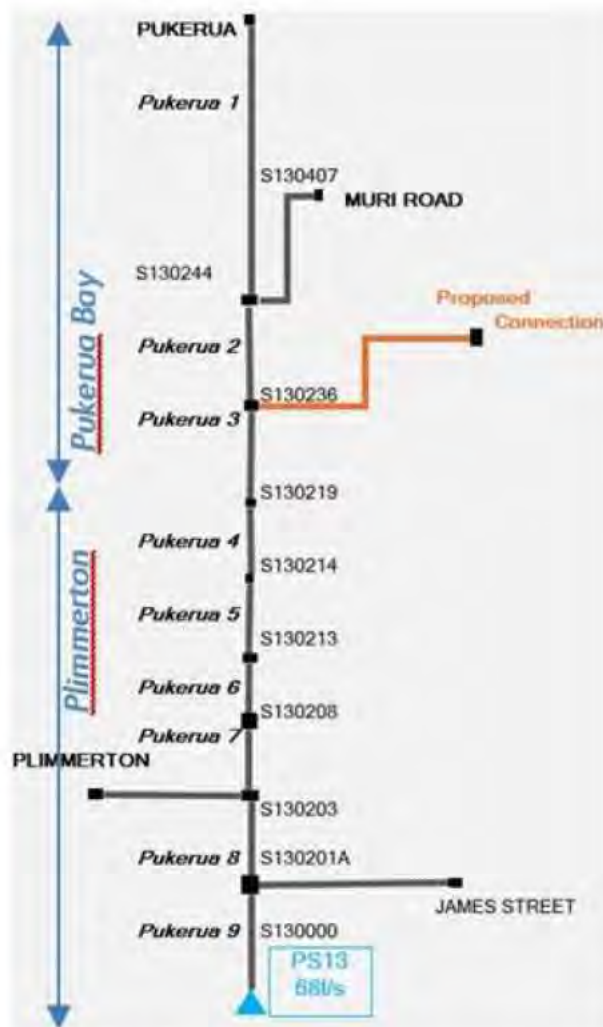 PUKERUA
Pukerua 1
S130407
MURI ROAD
S130244
Proposed
Connection
Pukerua 2
S130236
Pukerua 3
Pukerua Bay
S130219
Pukerua 4
S130214
Pukerua 5
S130213
Plimmerton
Pukerua 6
S130208
Pukerua 7
PLIMMERTON
S130203
Pukerua 8
S130201A
JAMES STREET
Pukerua 9
S130000
PS13
68l/s